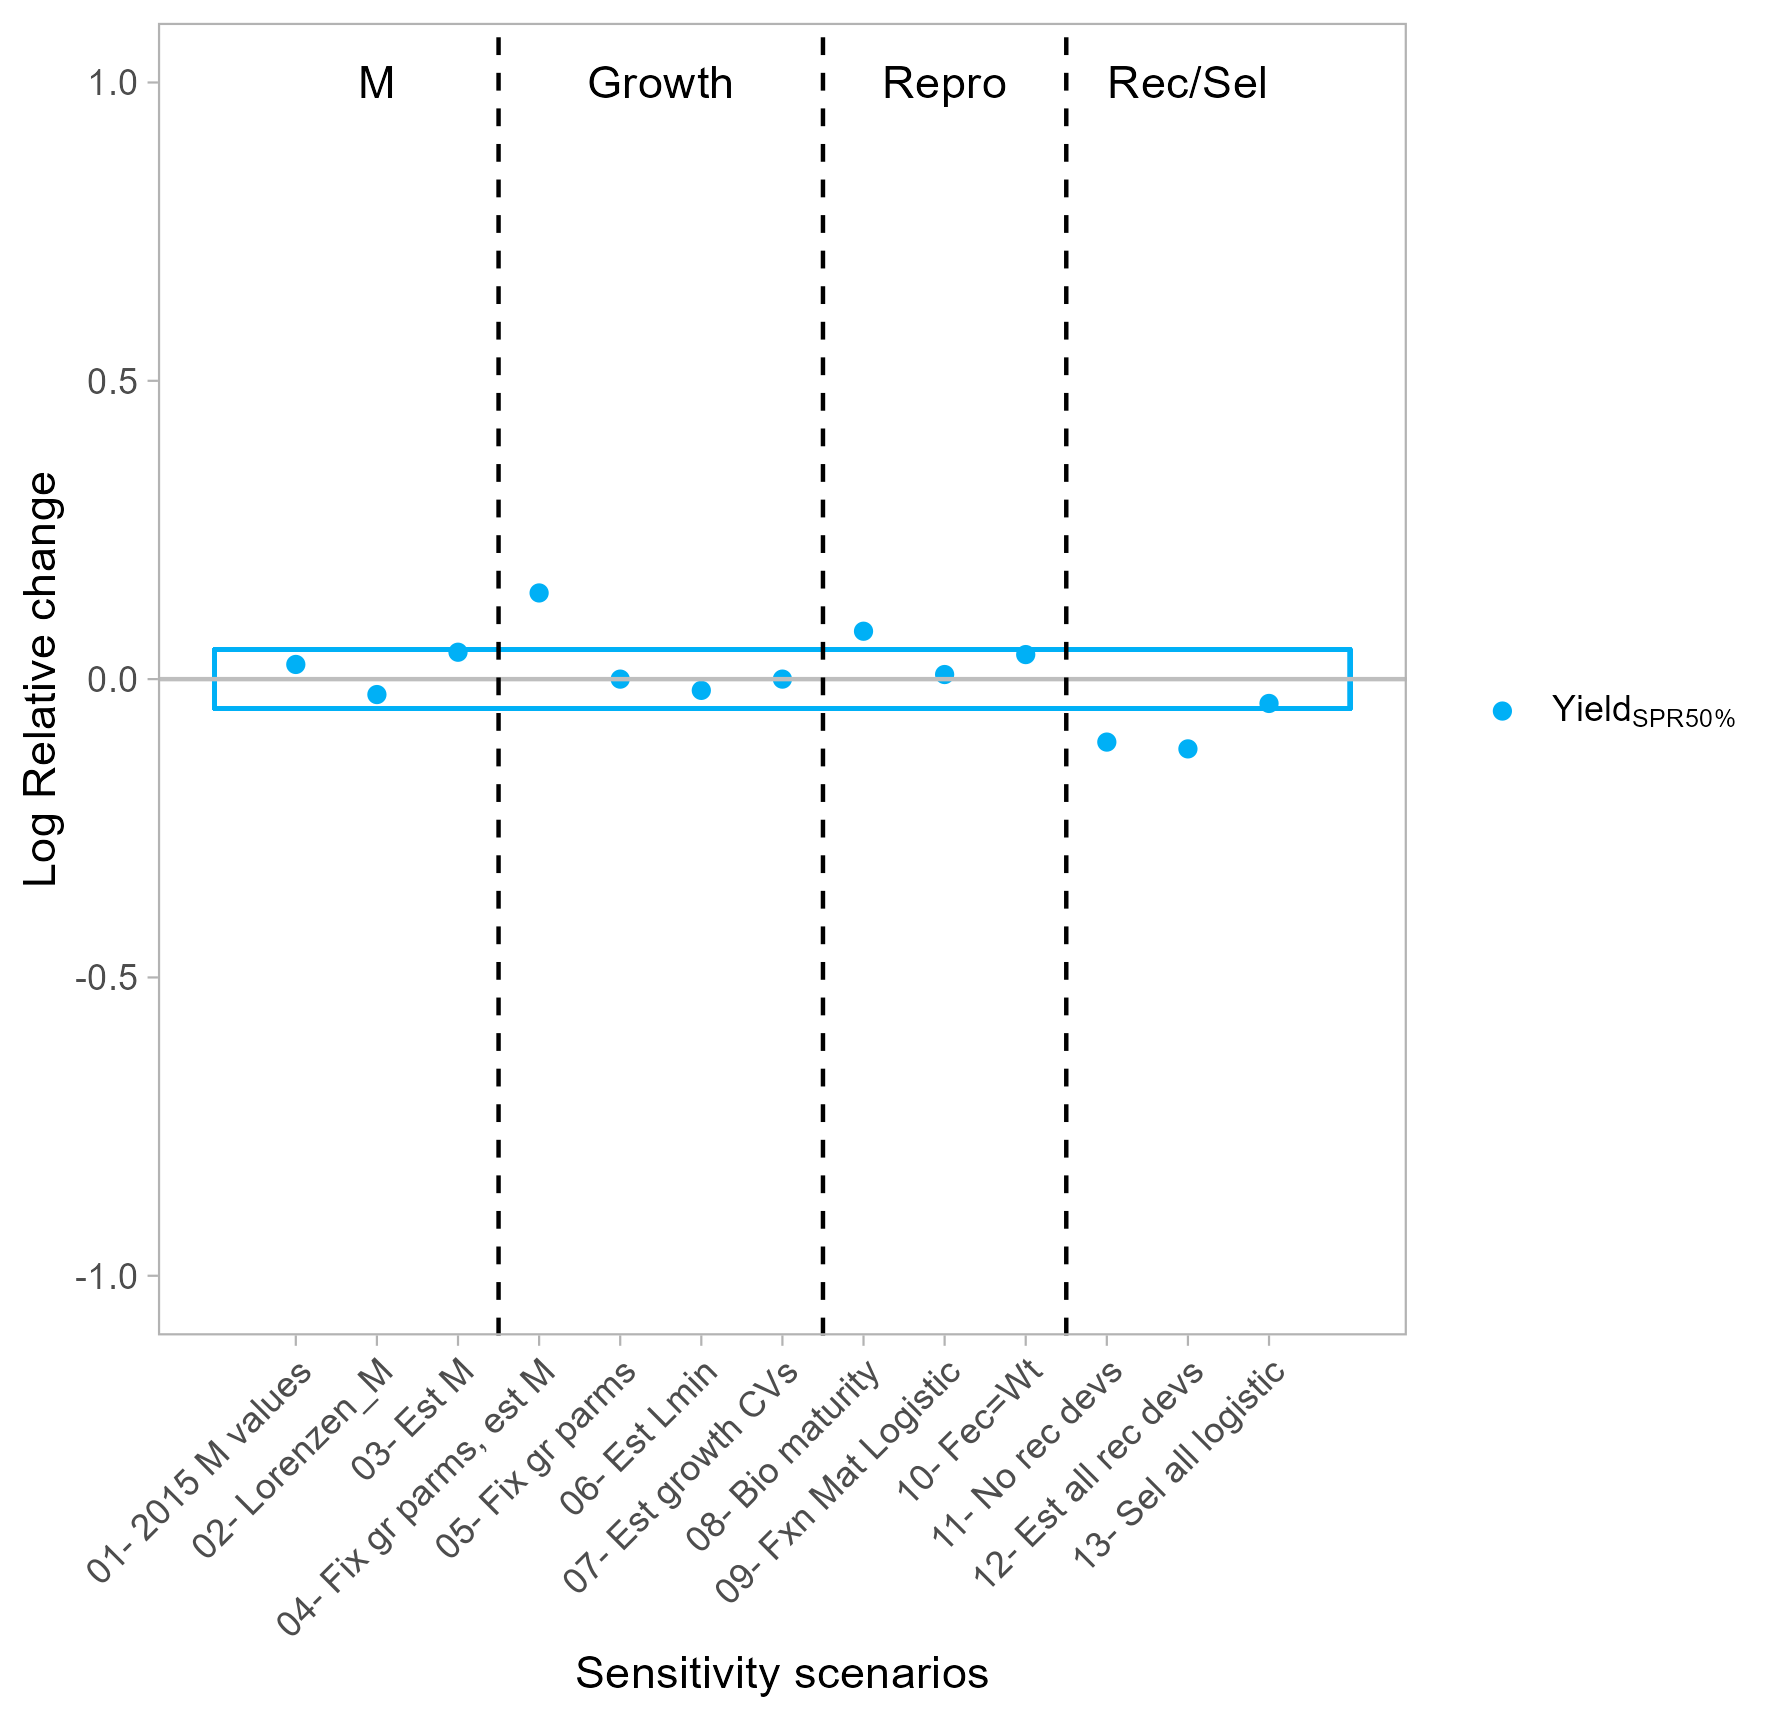 M
Growth
Repro
Rec/Sel
1.0
0.5
0.0
-0.5
-1.0
Log Relative change
01- 2015 M values
02- Lorenzen_M
03- Est M
04- Fix gr parms, est M
05- Fix gr parms
06- Est Lmin
07- Est growth CVs
08- Bio maturity
09- Fxn Mat Logistic
10- Fec=Wt
11- No rec devs
12- Est all rec devs
13- Sel all logistic
Sensitivity scenarios
YieldSPR50%